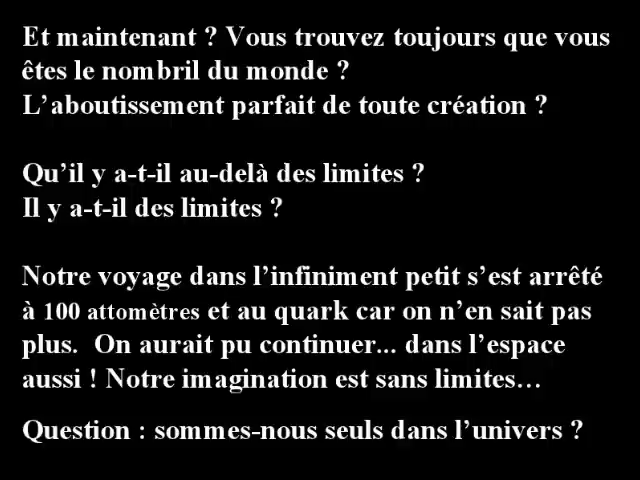 Et maintenant ? Vous trouvez toujours que vous
êtes le nombril du monde ?
L’aboutissement parfait de toute création ?
Qu’il y a-t-il au-delà des limites ?
Il y a-t-il des limites ?
Notre voyage dans l’infiniment petit s’est arrêté
à 100 attomètres et au quark car on n’en sait pas
plus.  On aurait pu continuer... dans l’espace
aussi ! Notre imagination est sans limites…
Question : sommes-nous seuls dans l’univers ?